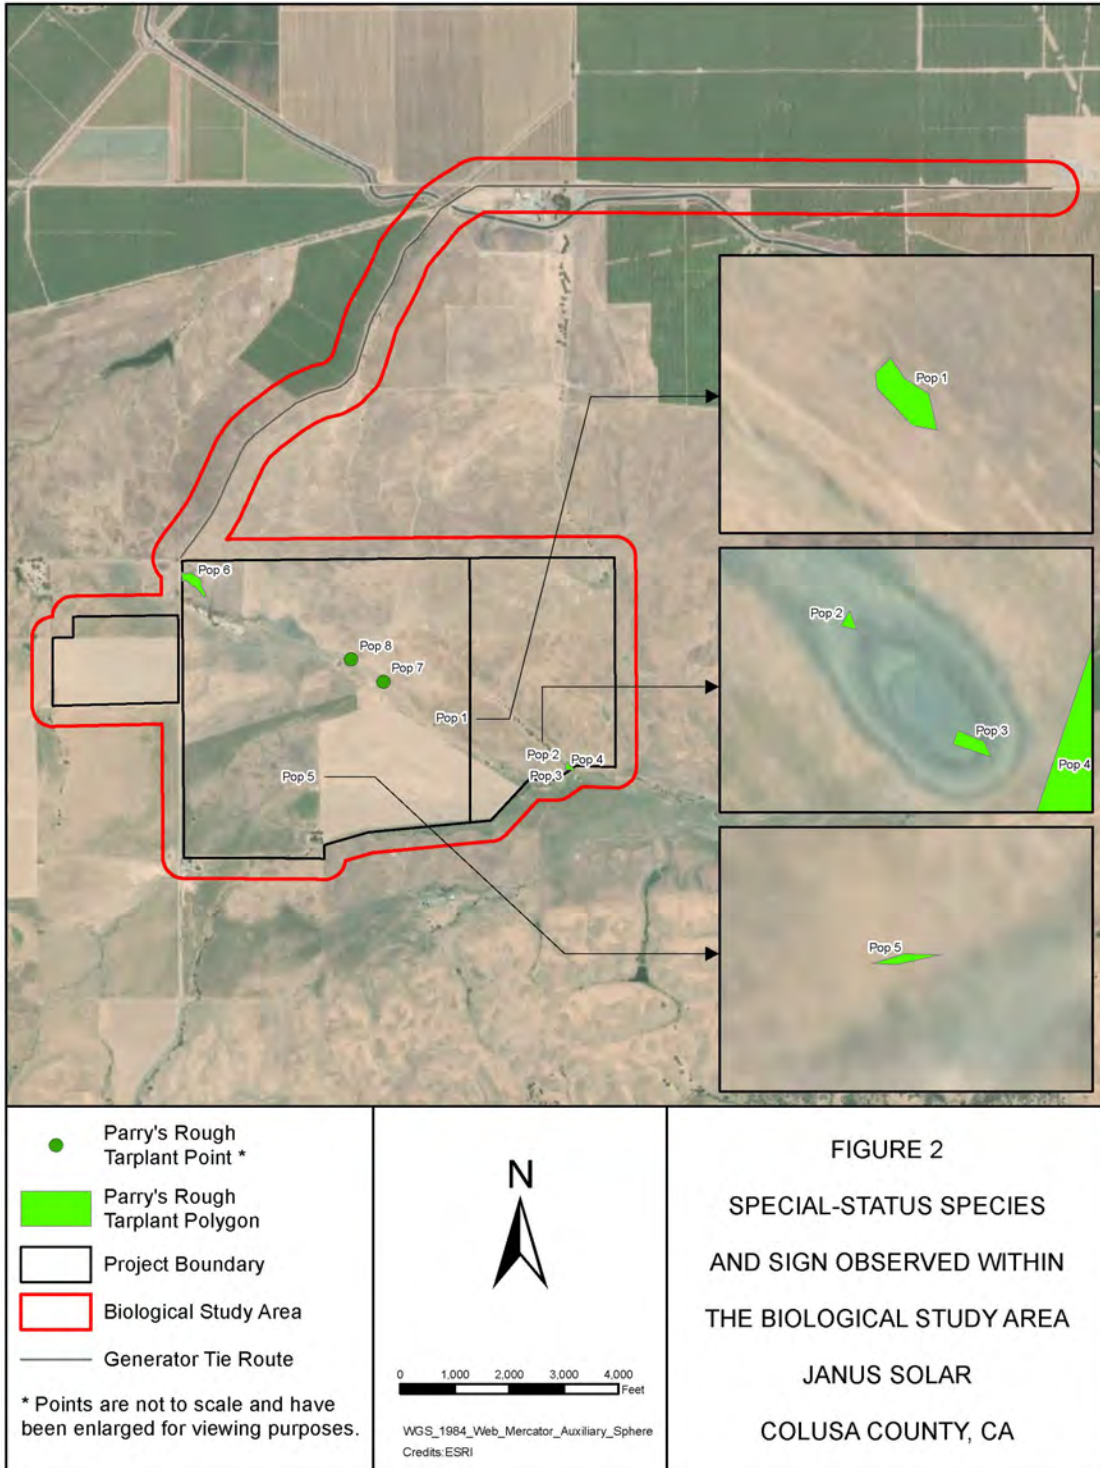 Pop 1
Pop 2
Pop 3
Pop 4
Pop 5
Pop 6
Pop 8
Pop 7
Pop 1
Pop 2
Pop 4
Pop 3
Pop 5
Parry's Rough
Tarplant Point *
Parry's Rough
Tarplant Polygon
Project Boundary
Biological Study Area
Generator Tie Route
* Points are not to scale and have
been enlarged for viewing purposes.
N
0 1,000 2,000 3,000 4,000
Feet
WGS_1984_Web_Mercator_Auxiliary_Sphere
Credits:ESRI
FIGURE 2
SPECIAL-STATUS SPECIES
AND SIGN OBSERVED WITHIN
THE BIOLOGICAL STUDY AREA
JANUS SOLAR
COLUSA COUNTY, CA